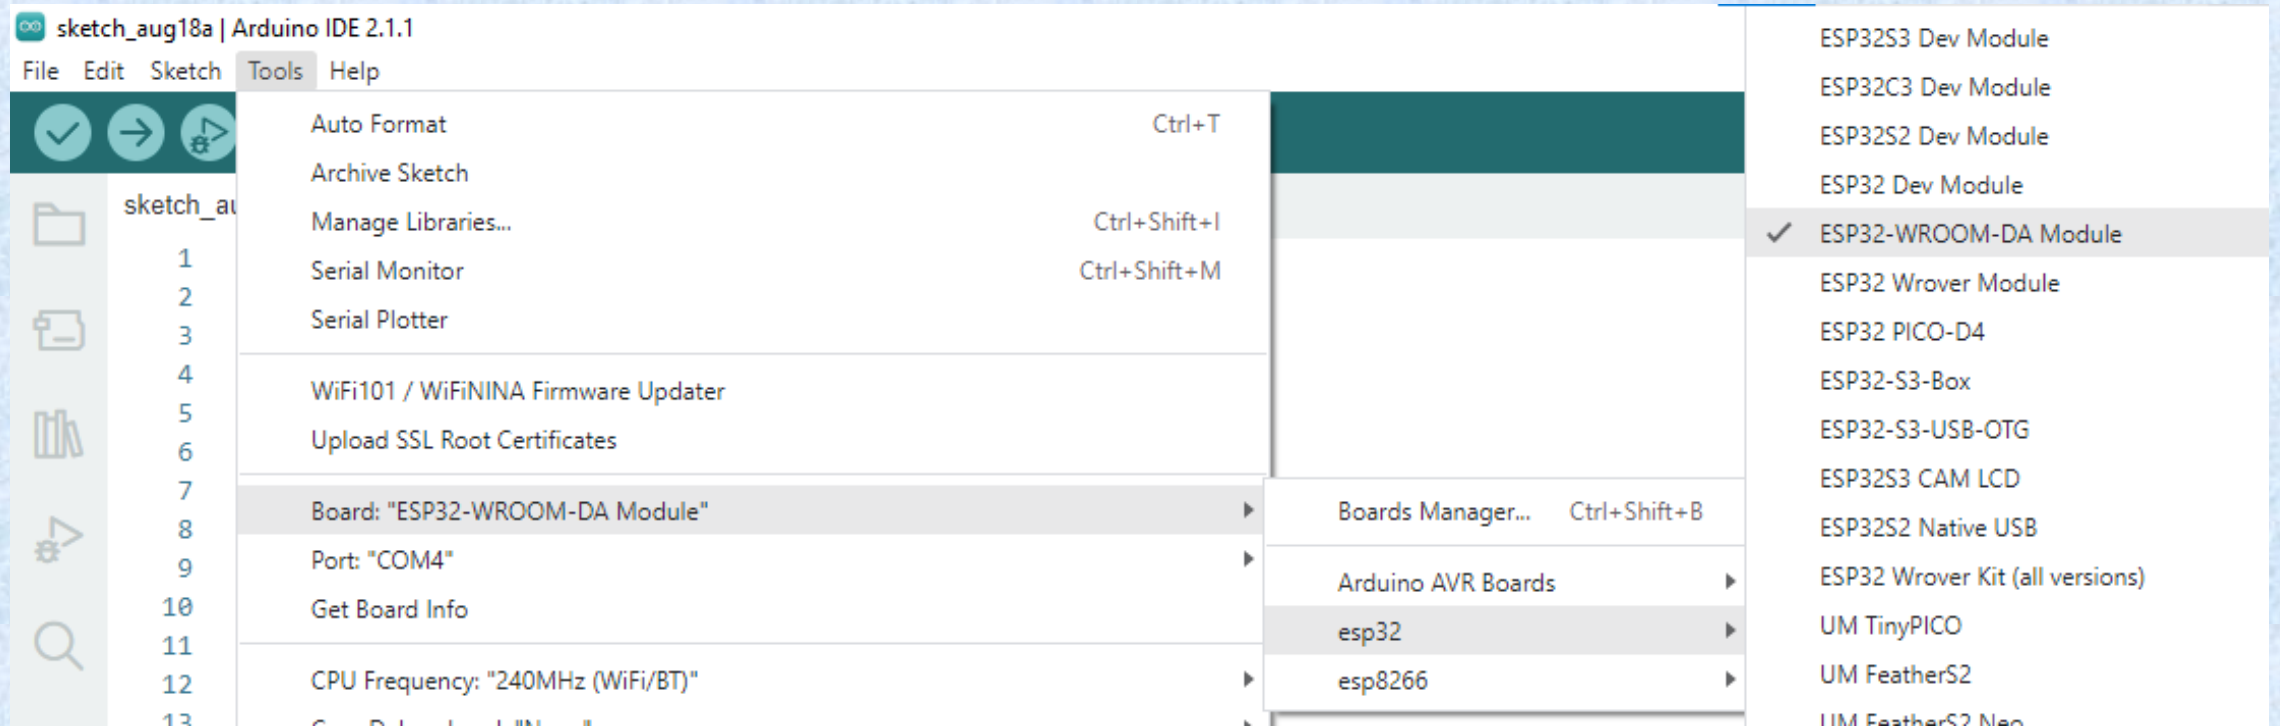 sketch_aug18a | Arduino IDE 2.1.1
File Edit Sketch Tools Help
sketch_au
1
2
3
4
5
6
7
8
9
10
11
12
13
Auto Format Ctrl+T
Archive Sketch
Manage Libraries... Ctrl+Shift+I
Serial Monitor Ctrl+Shift+M
Serial Plotter
WiFi101 / WiFiNINA Firmware Updater
Upload SSL Root Certificates
Board: "ESP32-WROOM-DA Module"
Port: "COM4"
Get Board Info
CPU Frequency: "240MHz (WiFi/BT)"
Boards Manager... Ctrl+Shift+B
Arduino AVR Boards
esp32
esp8266
ESP32S3 Dev Module
ESP32C3 Dev Module
ESP32S2 Dev Module
ESP32 Dev Module
ESP32-WROOM-DA Module
ESP32 Wrover Module
ESP32 PICO-D4
ESP32-S3-Box
ESP32-S3-USB-OTG
ESP32S3 CAM LCD
ESP32S2 Native USB
ESP32 Wrover Kit (all versions)
UM TinyPICO
UM FeatherS2
UM FeatherS2 Neo